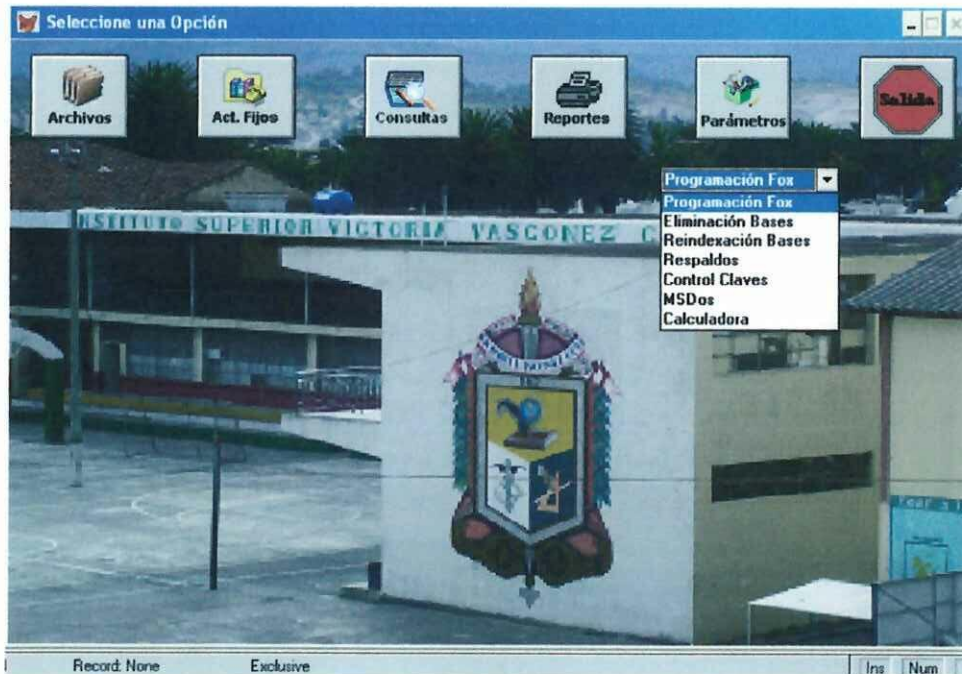 Seleccione una Opción
Archivos
Act. Fijos
Consultas
Reportes
Parámetros
Salida
Programación Fox
Programación Fox
Eliminación Bases
Reindexación Bases
Respaldos
Control Claves
MSDos
Calculadora
NSTITUTO SUPERIOR VICTORIA VASCONEZ C
Record: None
Exclusive
Ins
Num